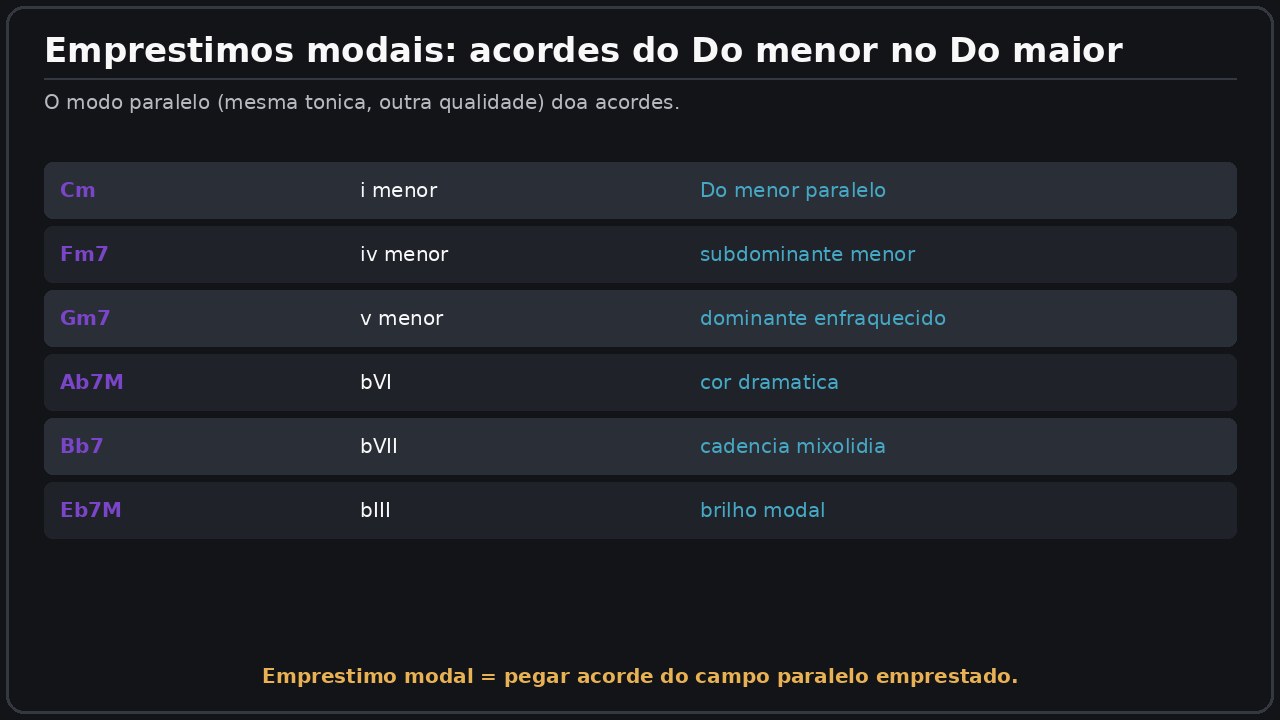 Emprestimos modais: acordes do Do menor no Do maior
O modo paralelo (mesma tonica, outra qualidade) doa acordes.
Cm i menor Do menor paralelo
Fm7 iv menor subdominante menor
Gm7 v menor dominante enfraquecido
Ab7M bVI cor dramatica
Bb7 bVII cadencia mixolidia
Eb7M bIII brilho modal
Emprestimo modal = pegar acorde do campo paralelo emprestado.